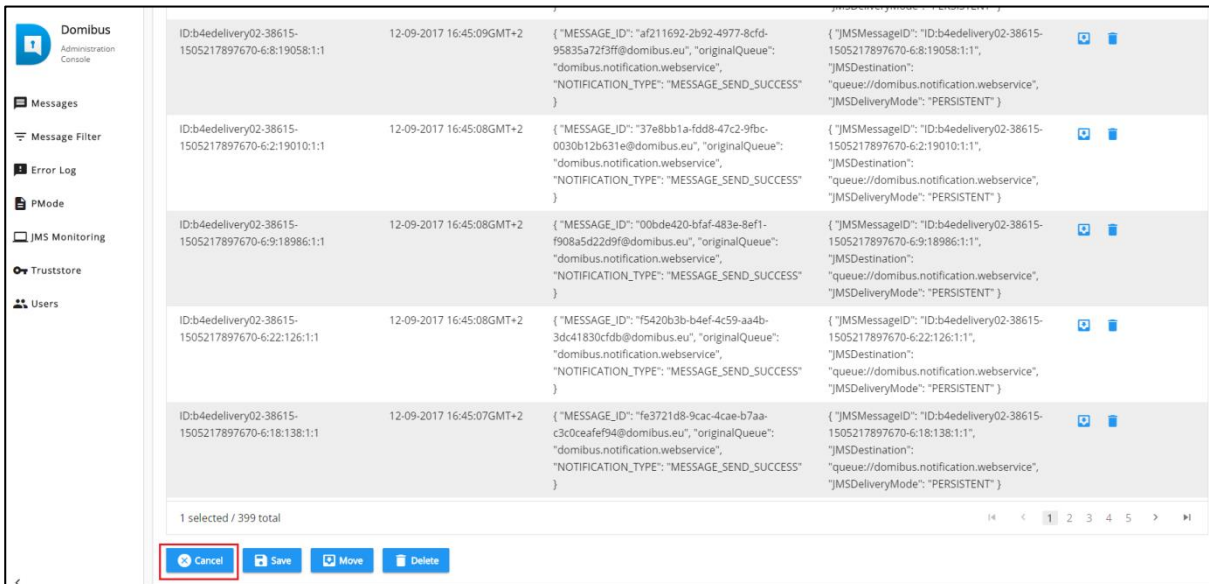 Domibus
Administration
Console
Messages
Message Filter
Error Log
PMode
JMS Monitoring
Truststore
Users
}
"JMSDeliveryMode": "PERSISTENT" }
ID:b4edelivery02-38615-
1505217897670-6:8:19058:1:1
12-09-2017 16:45:09GMT+2
{ "MESSAGE_ID": "af211692-2b92-4977-8cfd-
95835a72f3ff@domibus.eu", "originalQueue":
"domibus.notification.webservice",
"NOTIFICATION_TYPE": "MESSAGE_SEND_SUCCESS"
}
{ "JMSMessageID": "ID:b4edelivery02-38615-
1505217897670-6:8:19058:1:1",
"JMSDestination":
"queue://domibus.notification.webservice",
"JMSDeliveryMode": "PERSISTENT" }
ID:b4edelivery02-38615-
1505217897670-6:2:19010:1:1
12-09-2017 16:45:08GMT+2
{ "MESSAGE_ID": "37e8bb1a-fdd8-47c2-9fbc-
0030b12b631e@domibus.eu", "originalQueue":
"domibus.notification.webservice",
"NOTIFICATION_TYPE": "MESSAGE_SEND_SUCCESS"
}
{ "JMSMessageID": "ID:b4edelivery02-38615-
1505217897670-6:2:19010:1:1",
"JMSDestination":
"queue://domibus.notification.webservice",
"JMSDeliveryMode": "PERSISTENT" }
ID:b4edelivery02-38615-
1505217897670-6:9:18986:1:1
12-09-2017 16:45:08GMT+2
{ "MESSAGE_ID": "00bde420-bfaf-483e-8ef1-
f908a5d22d9f@domibus.eu", "originalQueue":
"domibus.notification.webservice",
"NOTIFICATION_TYPE": "MESSAGE_SEND_SUCCESS"
}
{ "JMSMessageID": "ID:b4edelivery02-38615-
1505217897670-6:9:18986:1:1",
"JMSDestination":
"queue://domibus.notification.webservice",
"JMSDeliveryMode": "PERSISTENT" }
ID:b4edelivery02-38615-
1505217897670-6:22:126:1:1
12-09-2017 16:45:08GMT+2
{ "MESSAGE_ID": "f5420b3b-b4ef-4c59-aa4b-
3dc41830cfdb@domibus.eu", "originalQueue":
"domibus.notification.webservice",
"NOTIFICATION_TYPE": "MESSAGE_SEND_SUCCESS"
}
{ "JMSMessageID": "ID:b4edelivery02-38615-
1505217897670-6:22:126:1:1",
"JMSDestination":
"queue://domibus.notification.webservice",
"JMSDeliveryMode": "PERSISTENT" }
ID:b4edelivery02-38615-
1505217897670-6:18:138:1:1
12-09-2017 16:45:07GMT+2
{ "MESSAGE_ID": "fe3721d8-9cac-4cae-b7aa-
c3c0ceafef94@domibus.eu", "originalQueue":
"domibus.notification.webservice",
"NOTIFICATION_TYPE": "MESSAGE_SEND_SUCCESS"
}
{ "JMSMessageID": "ID:b4edelivery02-38615-
1505217897670-6:18:138:1:1",
"JMSDestination":
"queue://domibus.notification.webservice",
"JMSDeliveryMode": "PERSISTENT" }
1 selected / 399 total
1 2 3 4 5
Cancel Save Move Delete